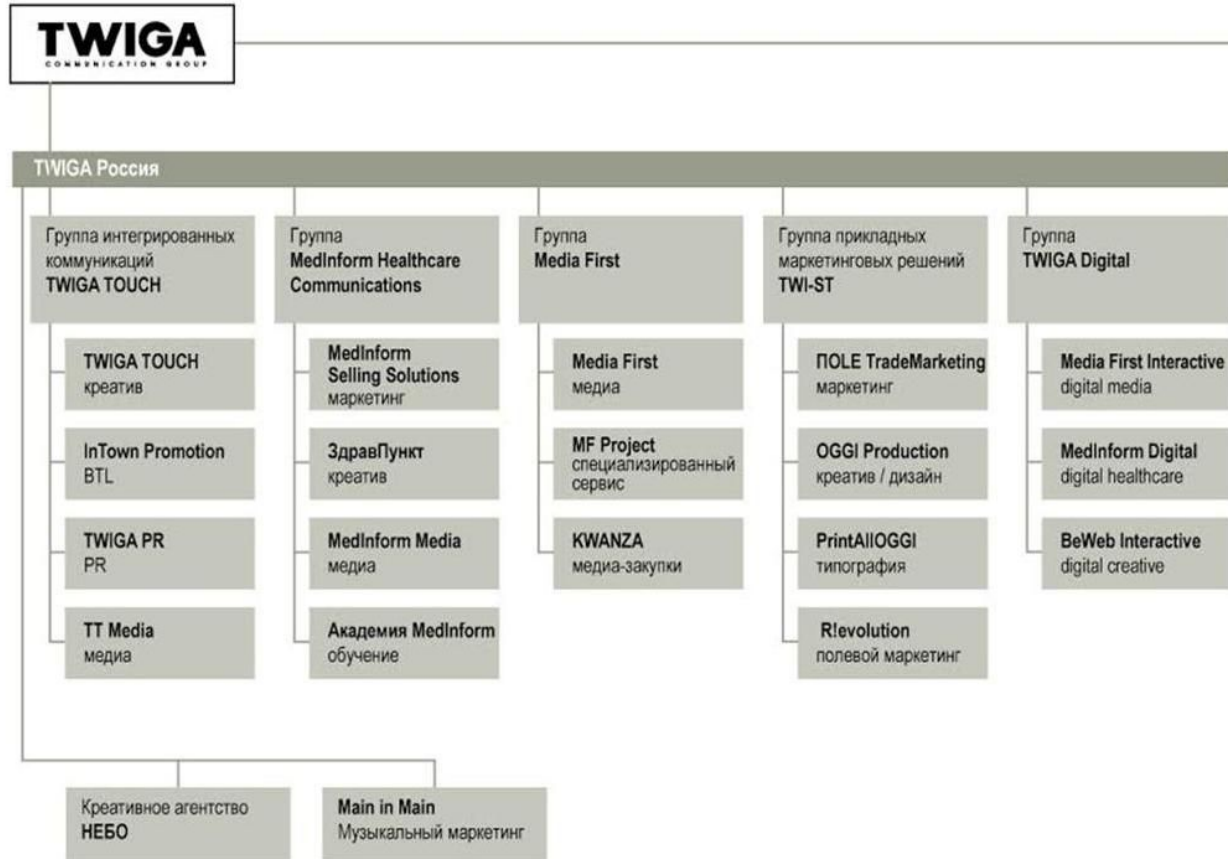 TWIGA
COMMUNICATION GROUP
TWIGA Россия
Группа интегрированных
коммуникаций
TWIGA TOUCH
TWIGA TOUCH
креатив
InTown Promotion
BTL
TWIGA PR
PR
TT Media
медиа
Группа
MedInform Healthcare
Communications
MedInform
Selling Solutions
маркетинг
ЗдравПункт
креатив
MedInform Media
медиа
Академия MedInform
обучение
Группа
Media First
Media First
медиа
MF Project
специализированный
сервис
KWANZA
медиа-закупки
Группа прикладных
маркетинговых решений
TWI-ST
ПОLE TradeMarketing
маркетинг
OGGI Production
креатив / дизайн
PrintAllOGGI
типография
R!evolution
полевой маркетинг
Группа
TWIGA Digital
Media First Interactive
digital media
MedInform Digital
digital healthcare
BeWeb Interactive
digital creative
Креативное агентство
НЕБО
Main in Main
Музыкальный маркетинг